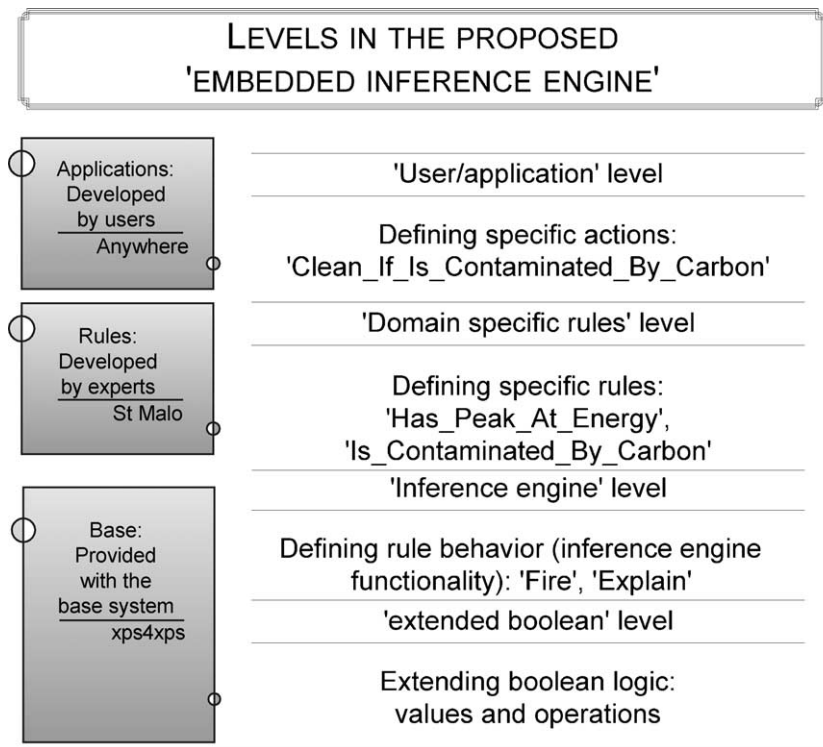 LEVELS IN THE PROPOSED
'EMBEDDED INFERENCE ENGINE'
Applications:
Developed
by users
Anywhere
'User/application' level
Defining specific actions:
'Clean_If_Is_Contaminated_By_Carbon'
Rules:
Developed
by experts
St Malo
'Domain specific rules' level
Defining specific rules:
'Has_Peak_At_Energy',
'Is_Contaminated_By_Carbon'
Base:
Provided
with the
base system
xps4xps
'Inference engine' level
Defining rule behavior (inference engine
functionality): 'Fire', 'Explain'
'extended boolean' level
Extending boolean logic:
values and operations